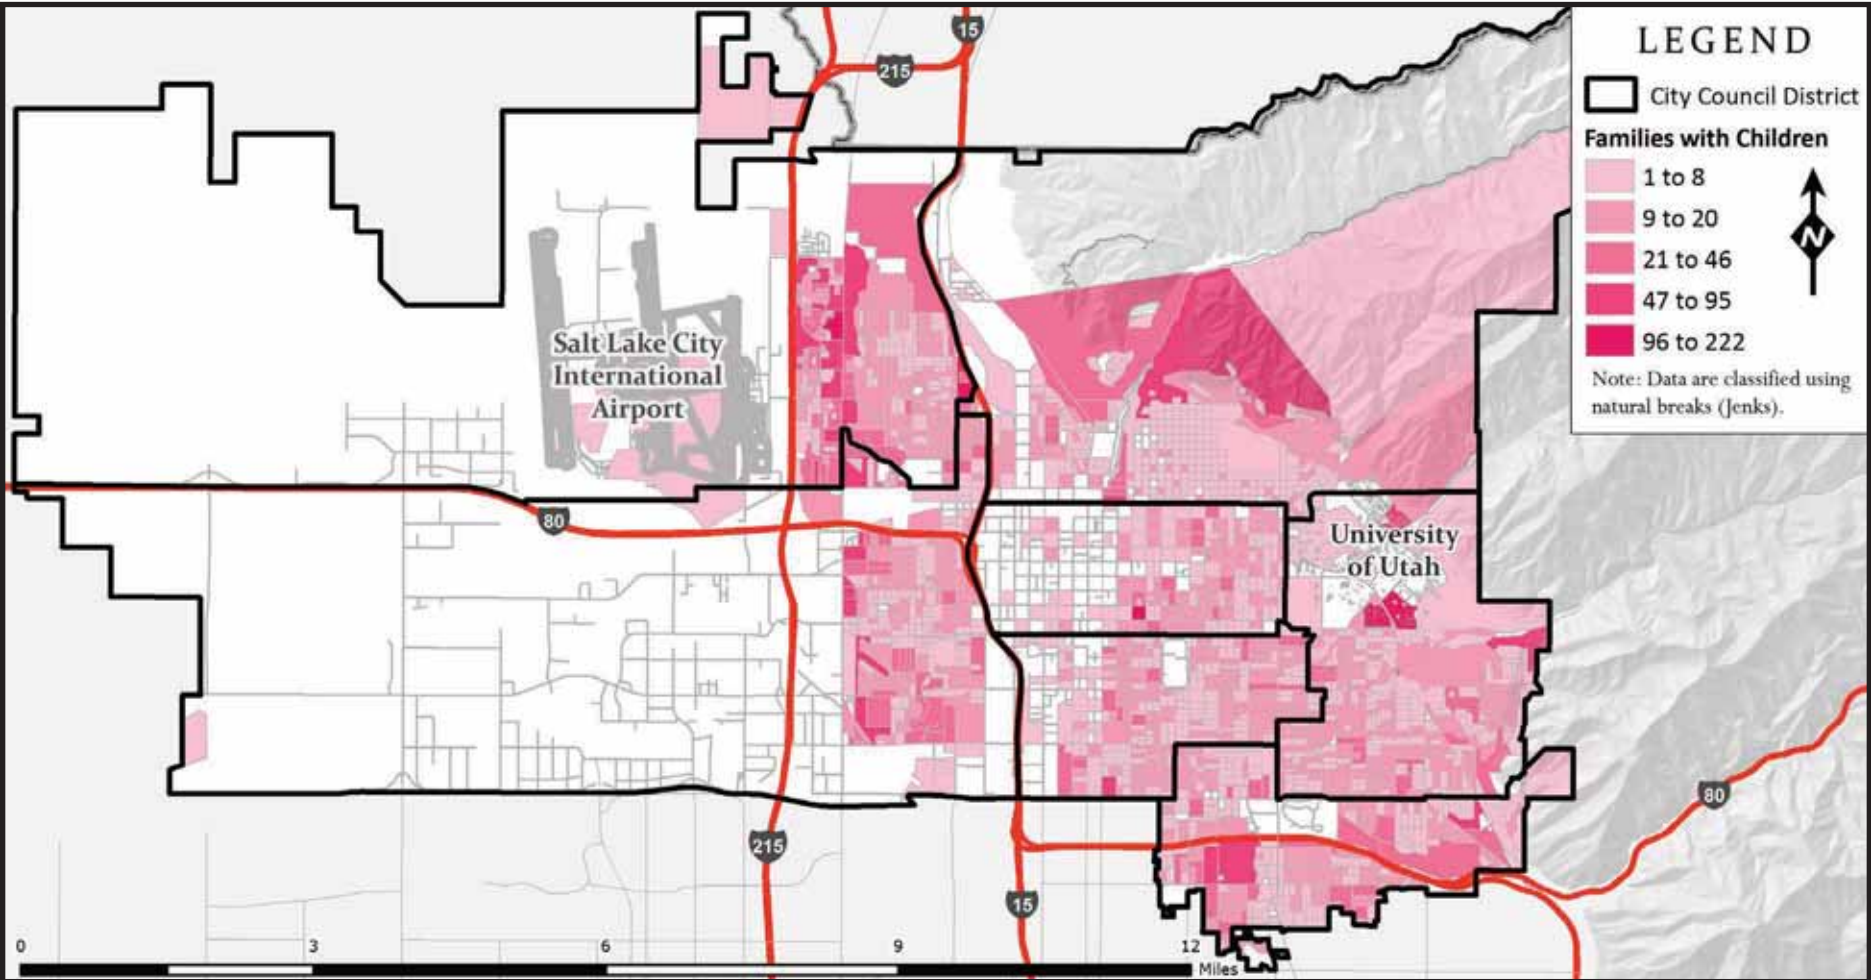 15
215
LEGEND
City Council District
Families with Children
1 to 8
9 to 20
21 to 46
47 to 95
96 to 222
N
Note: Data are classified using
natural breaks (Jenks).
Salt Lake City
International
Airport
80
University
of Utah
80
215
15
0 3 6 9 12
Miles